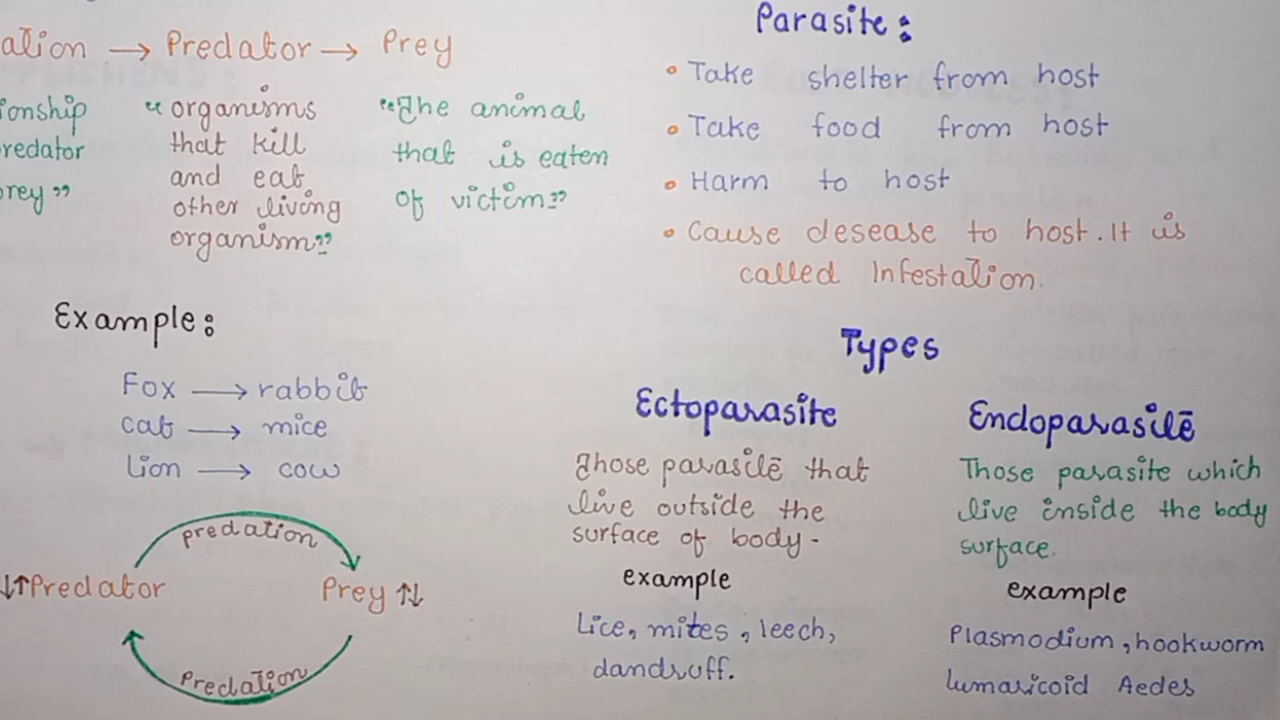 ation → Predator → Prey
ionship
redator
prey”
“organisms
that kill
and eat
other living
organism”
“The animal
that is eaten
of victim”
Example:
Fox → rabbit
cat → mice
lion → cow
predation
↓↑Predator
Prey ↑↓
Predation
Parasite:
• Take shelter from host
• Take food from host
• Harm to host
• Cause desease to host. It is
called Infestation.
Types
Ectoparasite
Those parasite that
live outside the
surface of body -
example
Lice, mites, leech,
dandruff.
Endoparasite
Those parasite which
live inside the body
surface.
example
Plasmodium, hookworm
lumaricoid Aedes